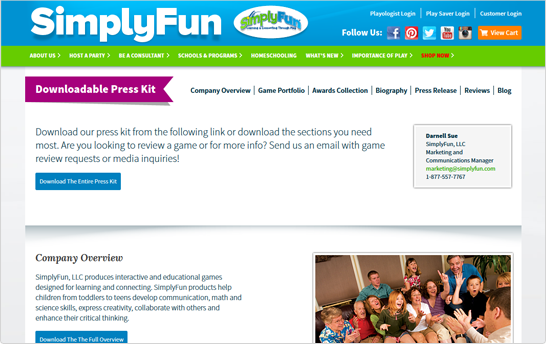 SimplyFun
SimplyFun
Learning & Connecting Through Play
Playologist Login | Play Saver Login | Customer Login
Follow Us: You Tube View Cart
ABOUT US > HOST A PARTY > BE A CONSULTANT > SCHOOLS & PROGRAMS > HOMESCHOOLING WHAT'S NEW > IMPORTANCE OF PLAY > SHOP NOW >
Downloadable Press Kit
Company Overview | Game Portfolio | Awards Collection | Biography | Press Release | Reviews | Blog
Download our press kit from the following link or download the sections you
most. Are you looking to review a game or for more info? Send us an email with game
review requests or media inquiries!
Download The Entire Press Kit
Darnell Sue
SimplyFun, LLC
Marketing and
Communications Manager
marketing@simplyfun.com
1-877-557-7767
Company Overview
SimplyFun, LLC produces interactive and educational games
designed for learning and connecting. SimplyFun products help
children from toddlers to teens develop communication, math and
science skills, express creativity, collaborate with others and
enhance their critical thinking.
Download The The Full Overview